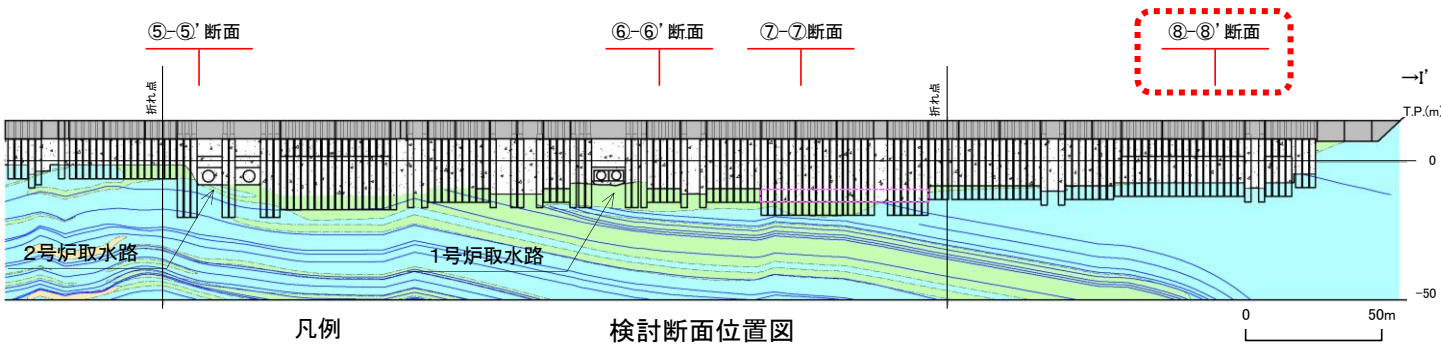 ⑤-⑤’断面
⑥-⑥’断面
⑦-⑦断面
⑧-⑧’断面
→I'
折れ点
折れ点
T.P.(m)
0
2号炉取水路
1号炉取水路
-50
凡例
検討断面位置図
0
50m